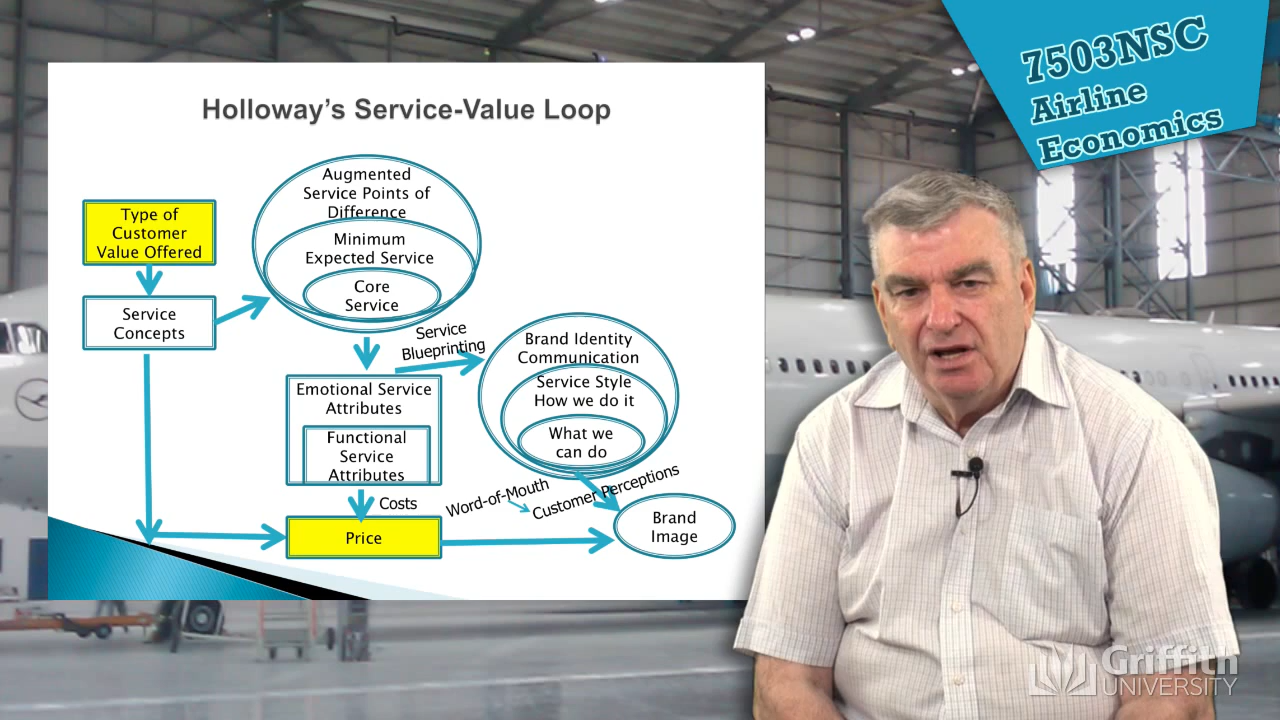 7503NSC
Airline
Economics
Holloway's Service-Value Loop
Augmented
Service Points of
Difference
Minimum
Expected Service
Core
Service
Type of
Customer
Value Offered
Service
Concepts
Service
Blueprinting
Brand Identity
Communication
Service Style
How we do it
What we
can do
Emotional Service
Attributes
Functional
Service
Attributes
Costs
Word-of-Mouth
Customer Perceptions
Price
Brand
Image
Griffith
UNIVERSITY